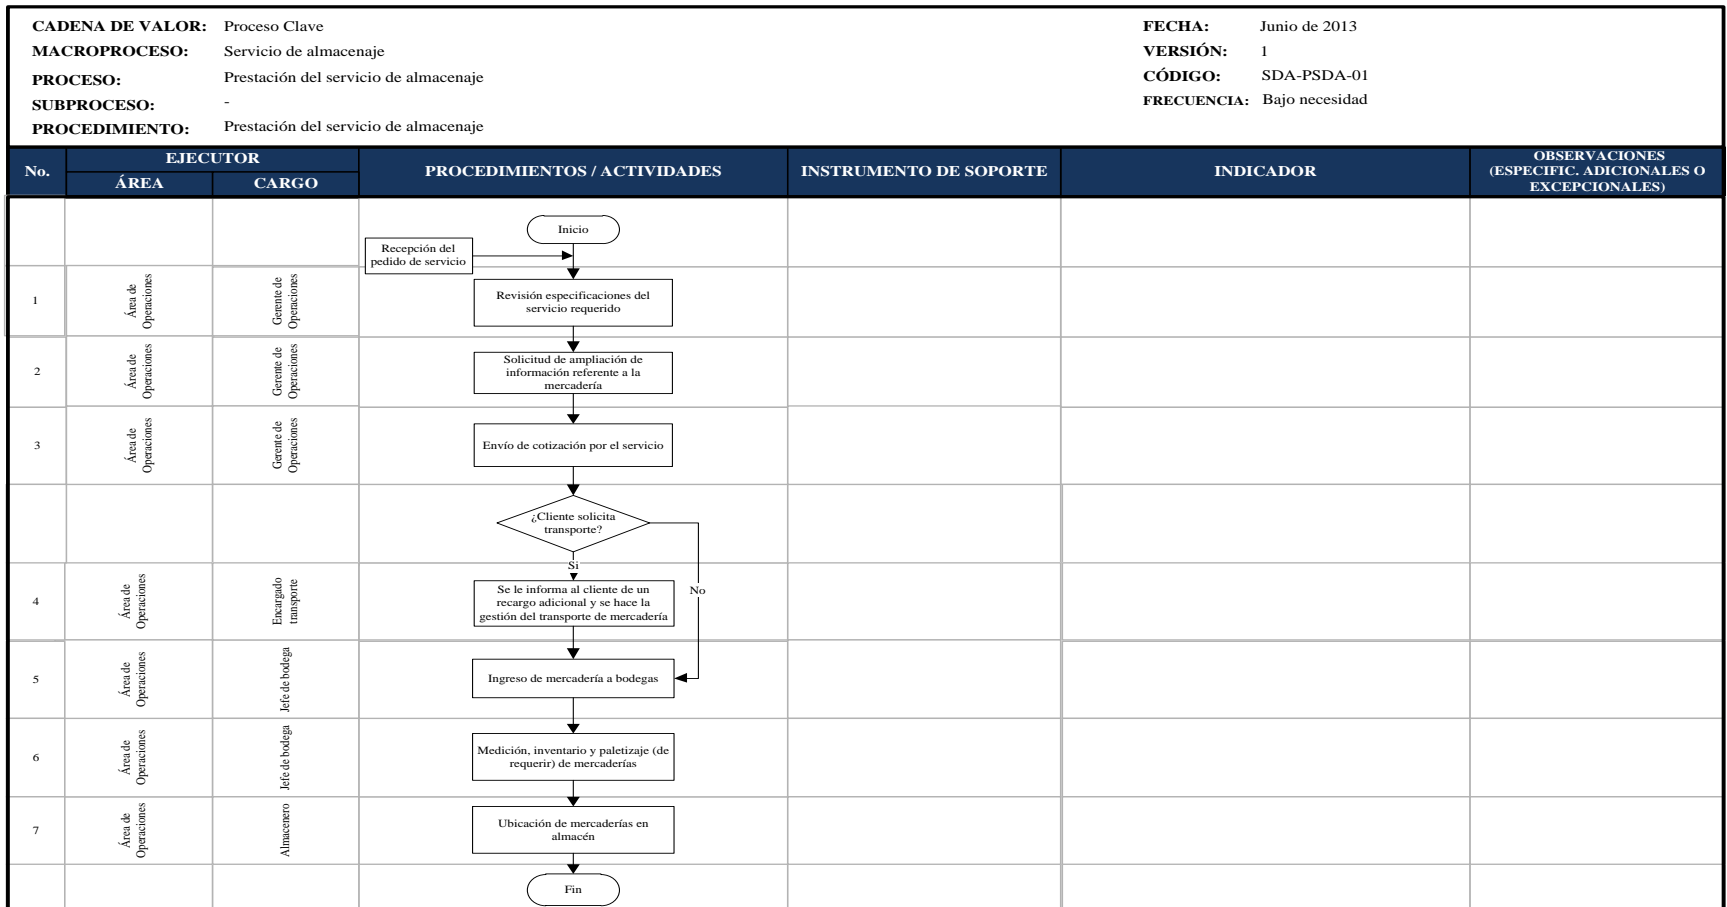 CADENA DE VALOR: Proceso Clave
MACROPROCESO: Servicio de almacenaje
PROCESO: Prestación del servicio de almacenaje
SUBPROCESO: -
PROCEDIMIENTO: Prestación del servicio de almacenaje
FECHA: Junio de 2013
VERSIÓN: 1
CÓDIGO: SDA-PSDA-01
FRECUENCIA: Bajo necesidad
No.
EJECUTOR
ÁREA
CARGO
PROCEDIMIENTOS / ACTIVIDADES
INSTRUMENTO DE SOPORTE
INDICADOR
OBSERVACIONES
(ESPECIFIC. ADICIONALES O
EXCEPCIONALES)
Inicio
Recepción del
pedido de servicio
1
Área de
Operaciones
Gerente de
Operaciones
Revisión especificaciones del
servicio requerido
2
Área de
Operaciones
Gerente de
Operaciones
Solicitud de ampliación de
información referente a la
mercadería
3
Área de
Operaciones
Gerente de
Operaciones
Envío de cotización por el servicio
¿Cliente solicita
transporte?
Si
No
4
Área de
Operaciones
Encargado
transporte
Se le informa al cliente de un
recargo adicional y se hace la
gestión del transporte de mercadería
5
Área de
Operaciones
Jefe de bodega
Ingreso de mercadería a bodegas
6
Área de
Operaciones
Jefe de bodega
Medición, inventario y paletizaje (de
requerir) de mercaderías
7
Área de
Operaciones
Almacenero
Ubicación de mercaderías en
almacén
Fin